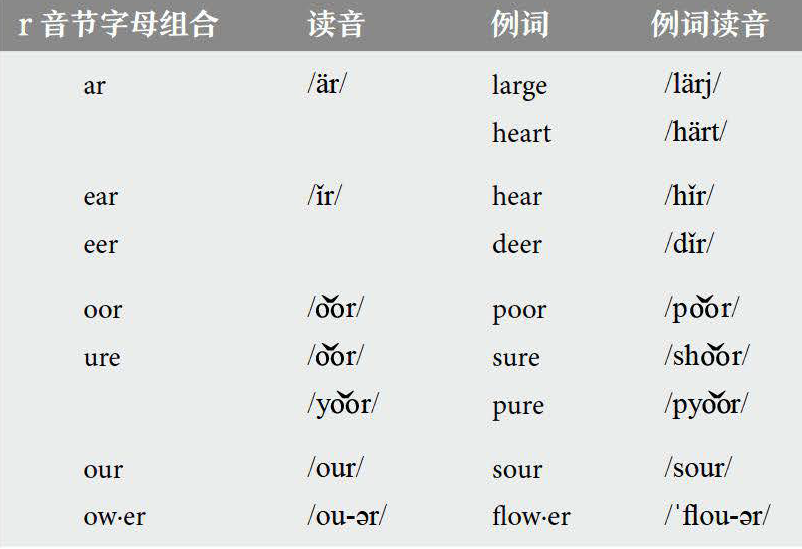 r 音节字母组合 读音 例词 例词读音
ar /är/ large /lärj/
heart /härt/
ear /ĭr/ hear /hĭr/
eer deer /dĭr/
oor /o͝or/ poor /po͝or/
ure /o͝or/ sure /sho͝or/
/yo͝or/ pure /pyo͝or/
our /our/ sour /sour/
ow·er /ou-ər/ flow·er /ˈflou-ər/